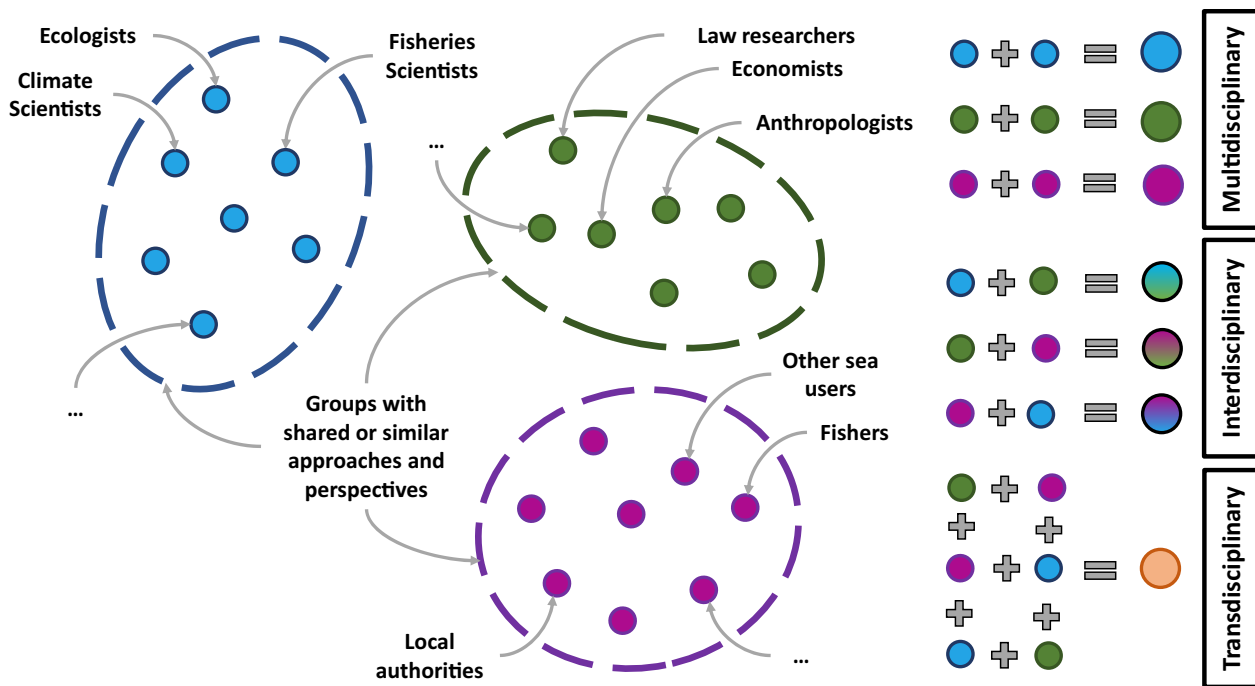 Ecologists
Climate
Scientists
Fisheries
Scientists
...
Law researchers
Economists
Anthropologists
...
Groups with
shared or similar
approaches and
perspectives
Other sea
users
Fishers
Local
authorities
...
Multidisciplinary
Interdisciplinary
Transdisciplinary